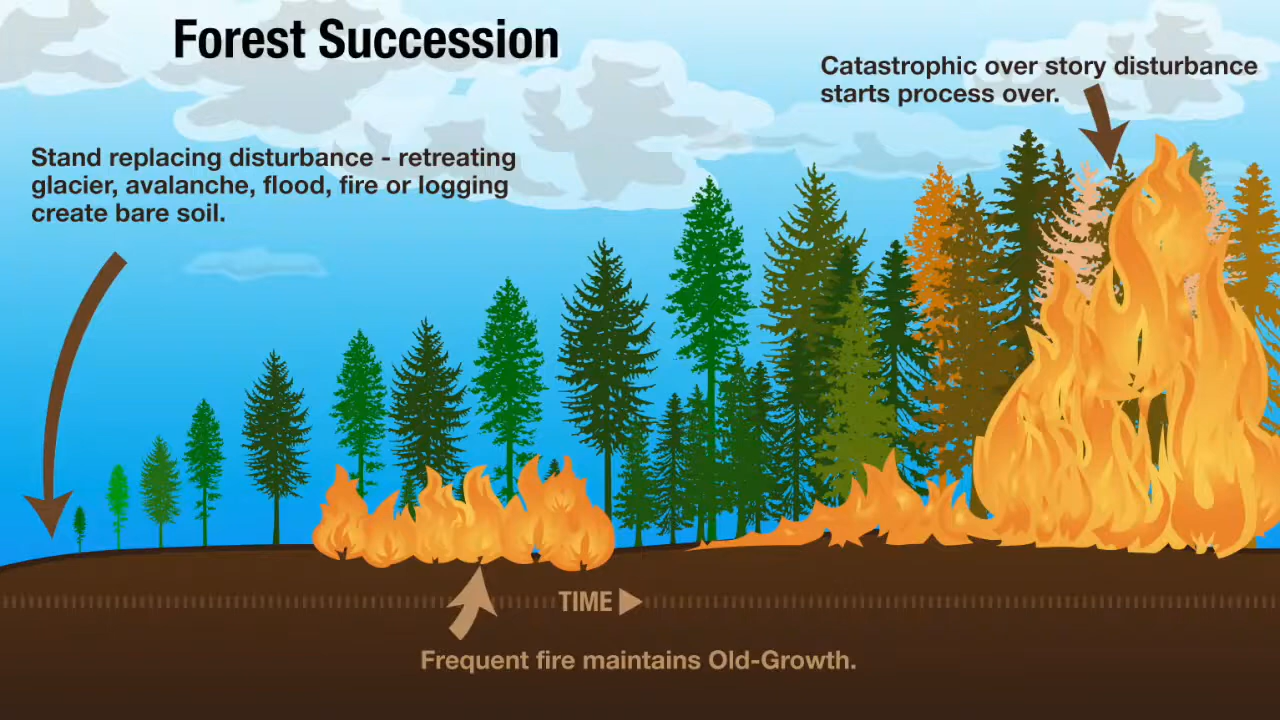 Forest Succession
Catastrophic over story disturbance
starts process over.
Stand replacing disturbance - retreating
glacier, avalanche, flood, fire or logging
create bare soil.
TIME
Frequent fire maintains Old-Growth.